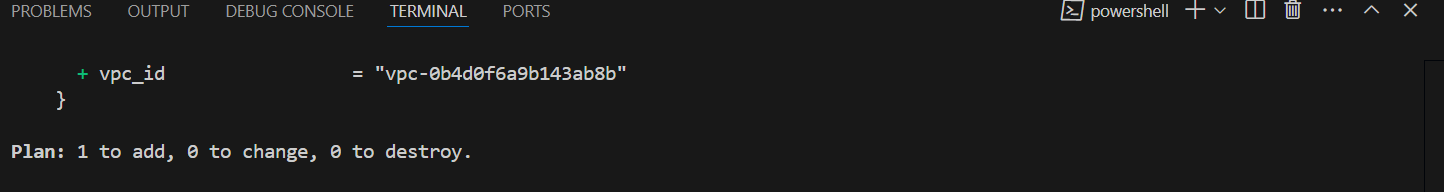 PROBLEMS OUTPUT DEBUG CONSOLE TERMINAL PORTS powershell
+ vpc_id = "vpc-0b4d0f6a9b143ab8b"
}
Plan: 1 to add, 0 to change, 0 to destroy.